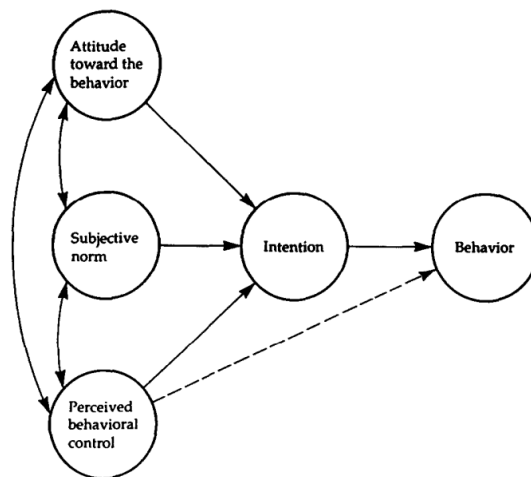 Attitude
toward the
behavior
Subjective
norm
Intention
Behavior
Perceived
behavioral
control